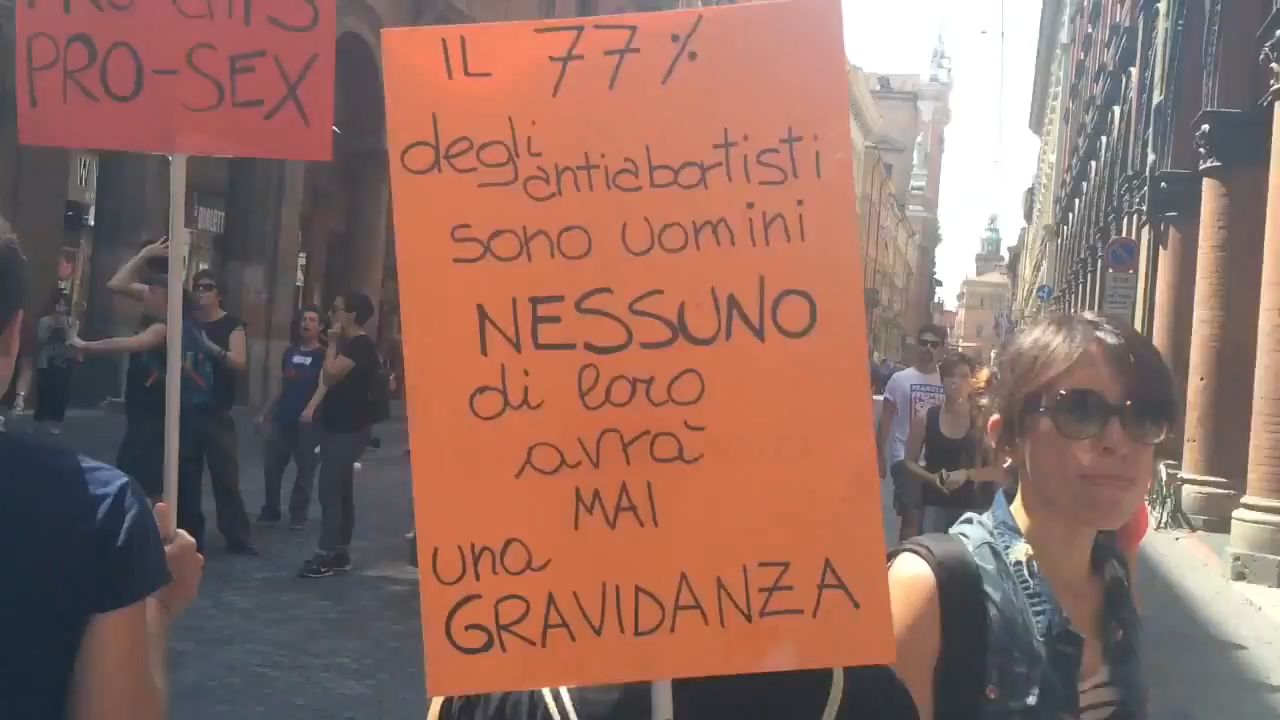 PRO-SEX
IL 77%
degli antiabortisti
sono uomini
NESSUNO
di loro
avrà
MAI
una
GRAVIDANZA